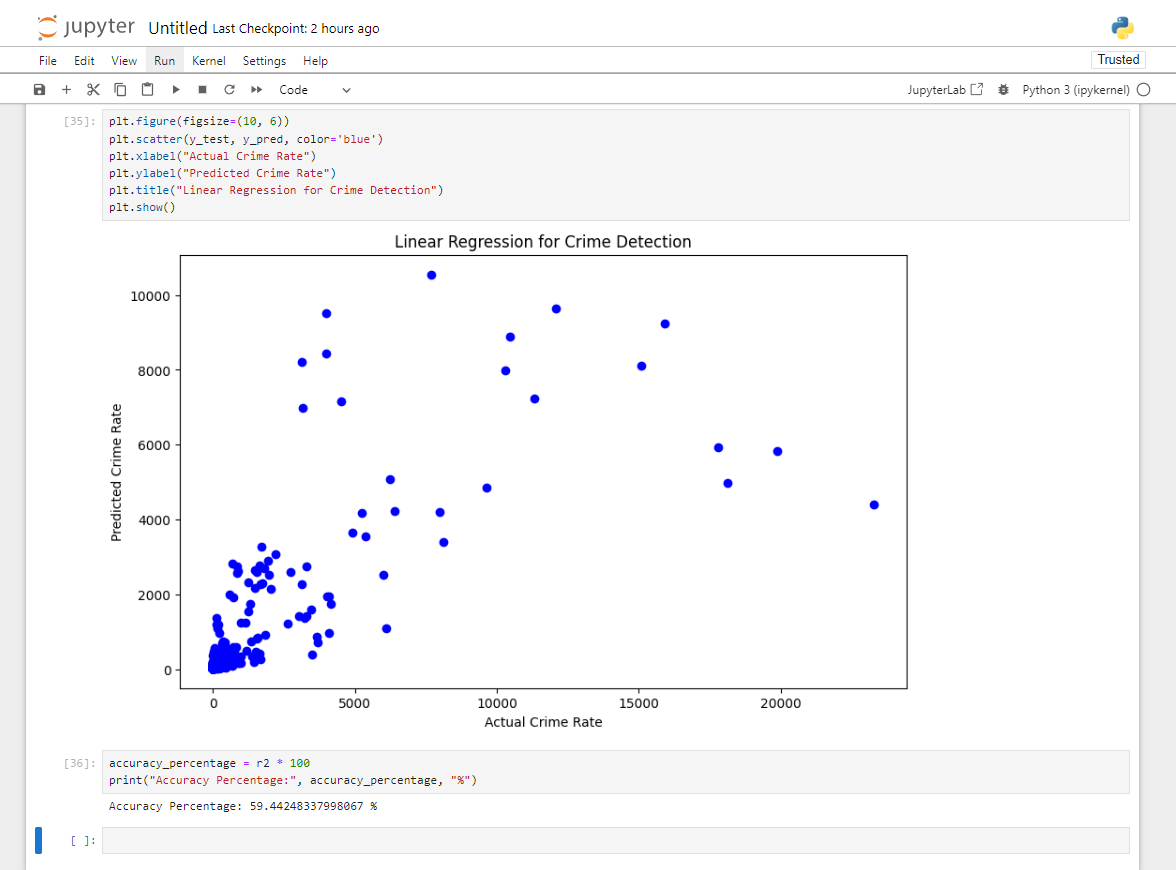 jupyter Untitled Last Checkpoint: 2 hours ago
File Edit View Run Kernel Settings Help Trusted
Code JupyterLab Python 3 (ipykernel)
[35]: plt.figure(figsize=(10, 6))
plt.scatter(y_test, y_pred, color='blue')
plt.xlabel("Actual Crime Rate")
plt.ylabel("Predicted Crime Rate")
plt.title("Linear Regression for Crime Detection")
plt.show()
Linear Regression for Crime Detection
Predicted Crime Rate
10000
8000
6000
4000
2000
0
0 5000 10000 15000 20000
Actual Crime Rate
[36]: accuracy_percentage = r2 * 100
print("Accuracy Percentage:", accuracy_percentage, "%")
Accuracy Percentage: 59.44248337998067 %
[ ]: